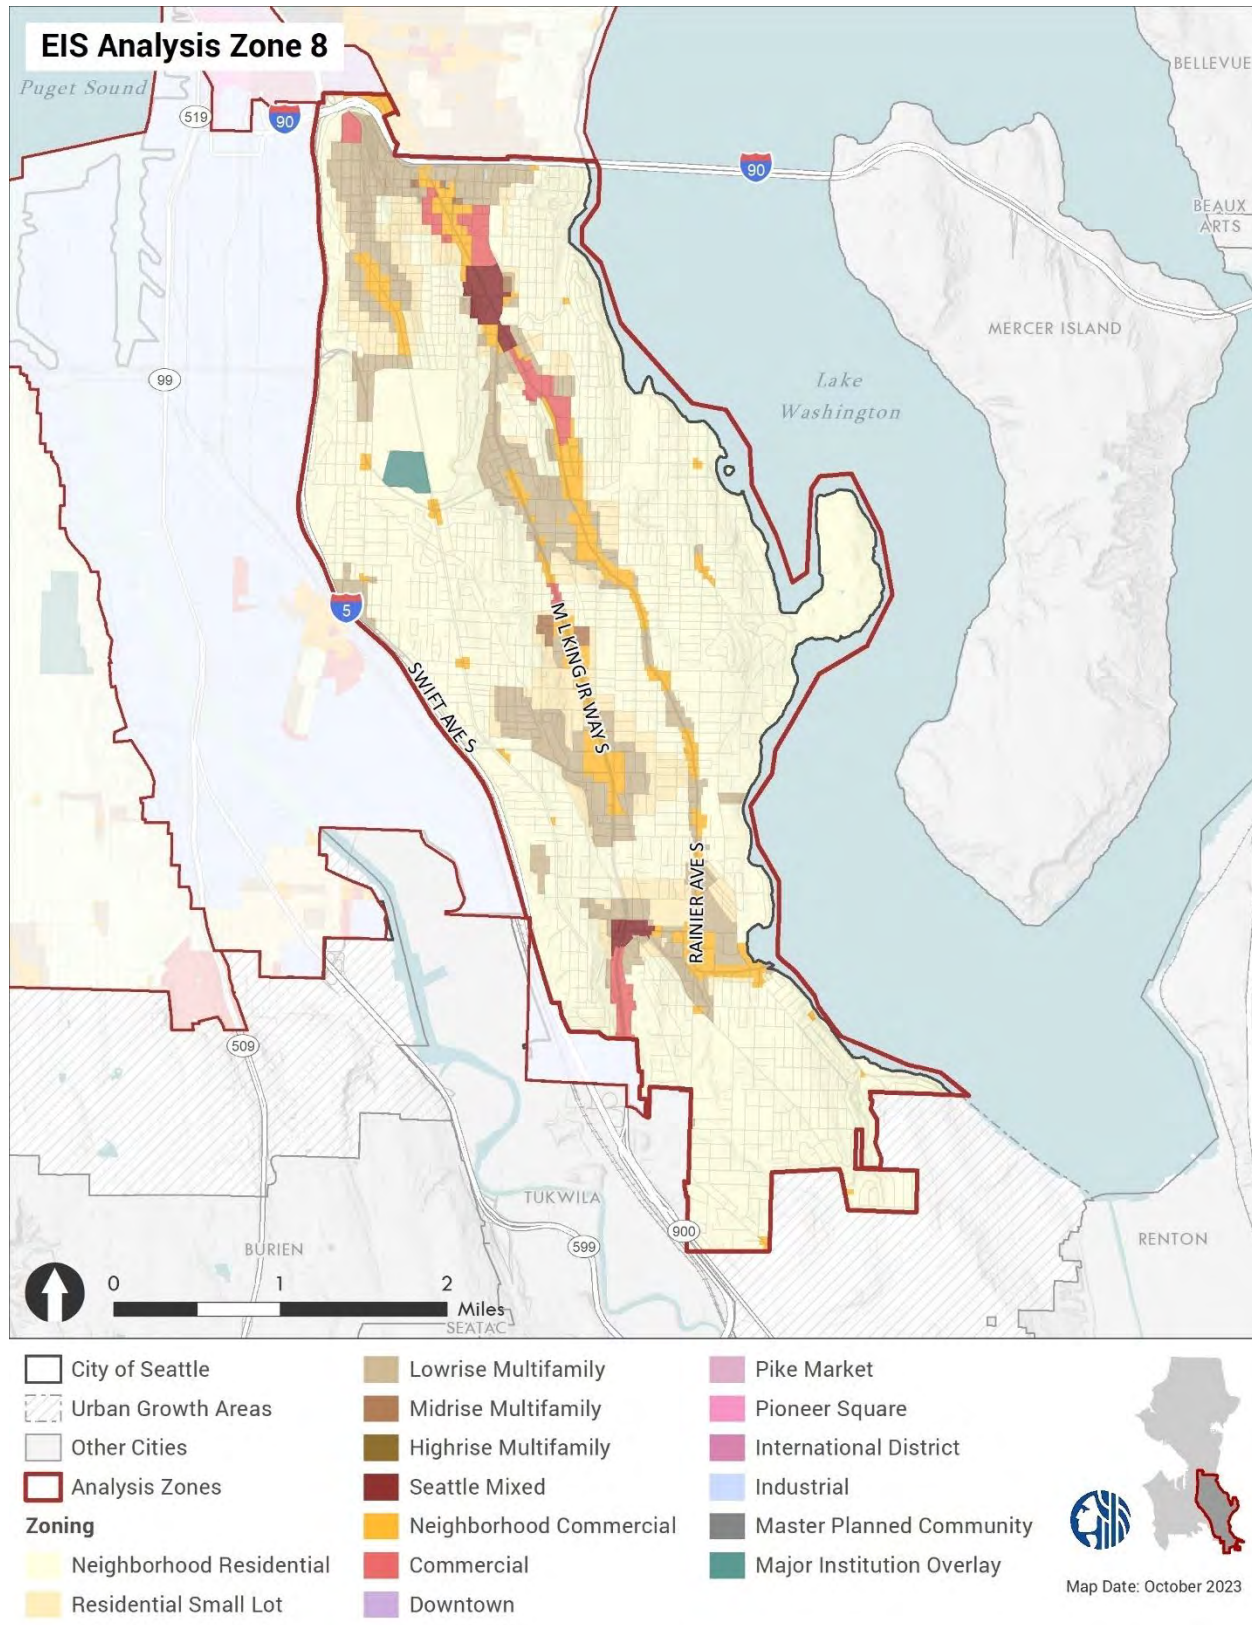 EIS Analysis Zone 8
Puget Sound
519
90
90
BELLEVUE
BEAUX
ARTS
MERCER ISLAND
99
Lake
Washington
5
M L KING JR WAY S
SWIFT AVE S
RAINIER AVE S
509
TUKWILA
900
599
BURIEN
RENTON
0 1 2
Miles
SEATAC
City of Seattle
Urban Growth Areas
Other Cities
Analysis Zones
Zoning
Neighborhood Residential
Residential Small Lot
Lowrise Multifamily
Midrise Multifamily
Highrise Multifamily
Seattle Mixed
Neighborhood Commercial
Commercial
Downtown
Pike Market
Pioneer Square
International District
Industrial
Master Planned Community
Major Institution Overlay
Map Date: October 2023